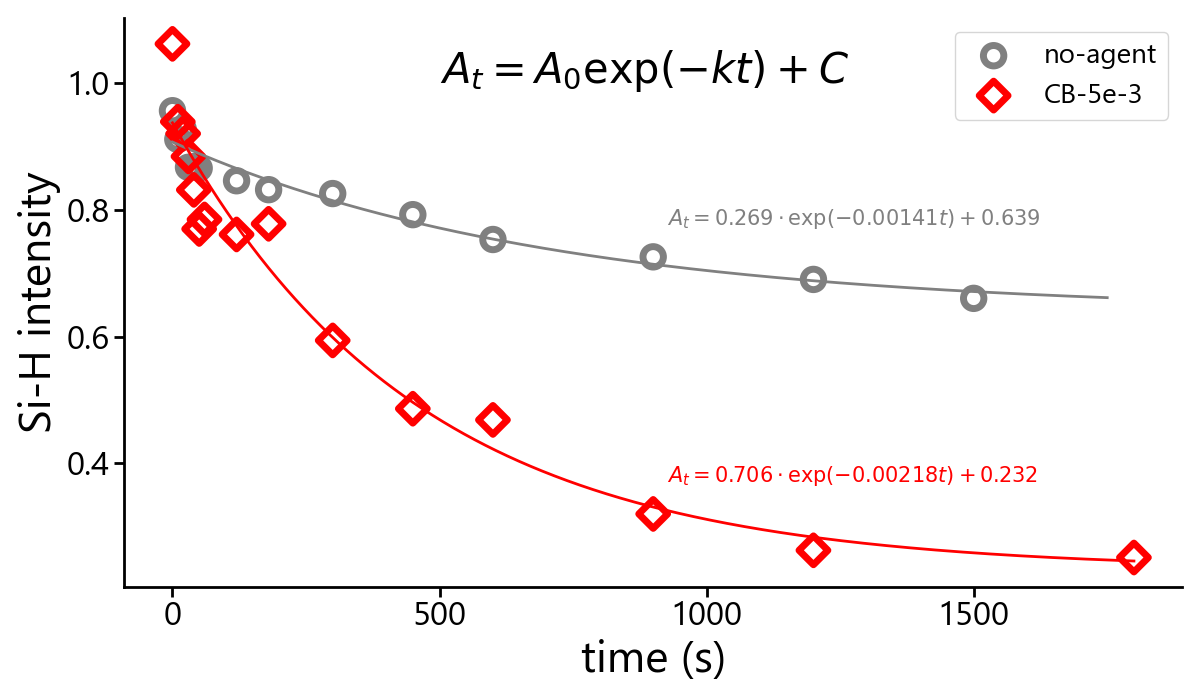 A_t = A_0exp(−kt) + C
no-agent
CB-5e-3
1.0
0.8
0.6
0.4
Si-H intensity
A_t = 0.269 · exp(−0.00141t) + 0.639
A_t = 0.706 · exp(−0.00218t) + 0.232
0
500
1000
1500
time (s)